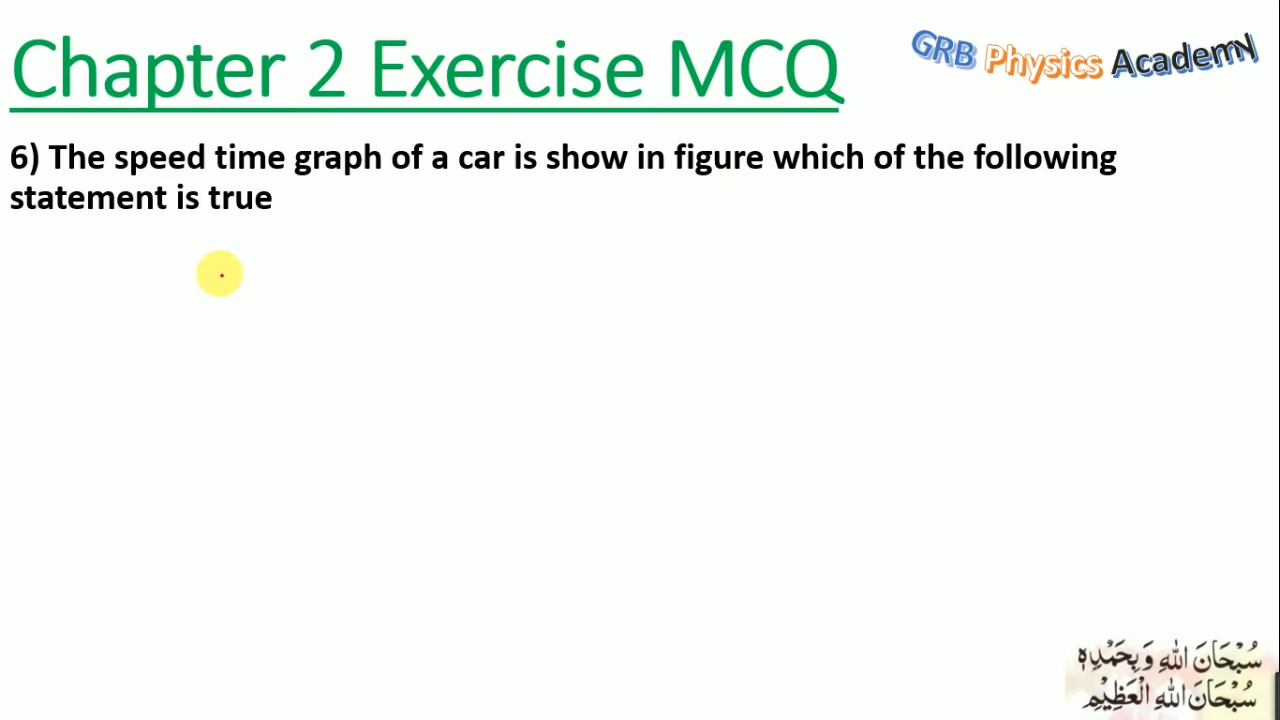 Chapter 2 Exercise MCQ
GRB Physics Academy
6) The speed time graph of a car is show in figure which of the following
statement is true
سُبْحَانَ اللهِ وَبِحَمْدِهٖ
سُبْحَانَ اللهِ الْعَظِيْمِ